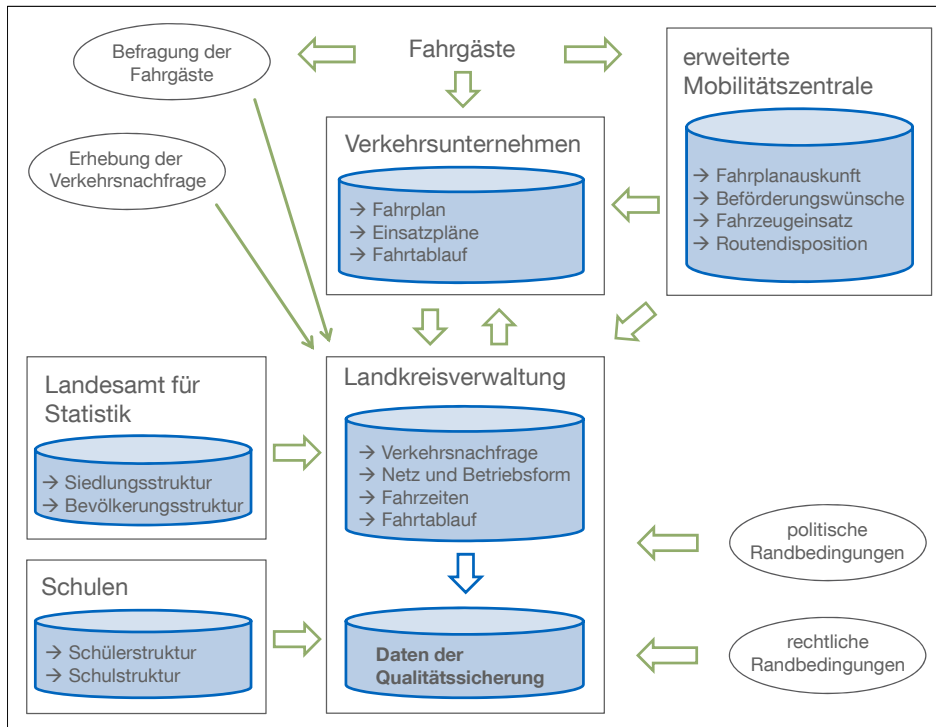 Befragung der
Fahrgäste
Fahrgäste
erweiterte
Mobilitätszentrale
→ Fahrplanauskunft
→ Beförderungswünsche
→ Fahrzeugeinsatz
→ Routendisposition
Erhebung der
Verkehrsnachfrage
Verkehrsunternehmen
→ Fahrplan
→ Einsatzpläne
→ Fahrtablauf
Landesamt für
Statistik
→ Siedlungsstruktur
→ Bevölkerungsstruktur
Landkreisverwaltung
→ Verkehrsnachfrage
→ Netz und Betriebsform
→ Fahrzeiten
→ Fahrtablauf
politische
Randbedingungen
Schulen
→ Schülerstruktur
→ Schulstruktur
Daten der
Qualitätssicherung
rechtliche
Randbedingungen